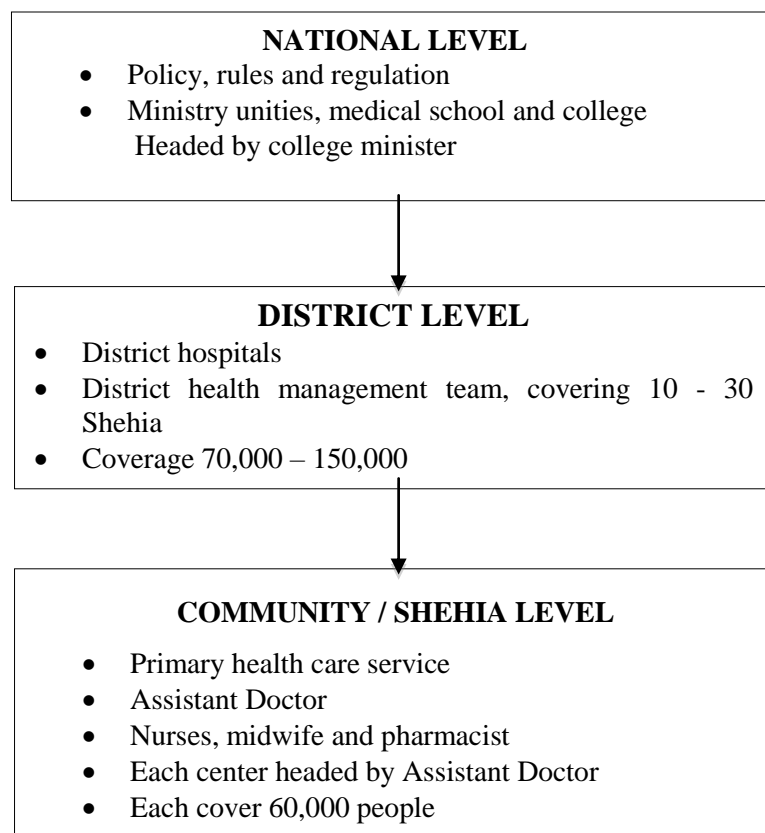 NATIONAL LEVEL
• Policy, rules and regulation
• Ministry unities, medical school and college
Headed by college minister
DISTRICT LEVEL
• District hospitals
• District health management team, covering 10 - 30
Shehia
• Coverage 70,000 – 150,000
COMMUNITY / SHEHIA LEVEL
• Primary health care service
• Assistant Doctor
• Nurses, midwife and pharmacist
• Each center headed by Assistant Doctor
• Each cover 60,000 people